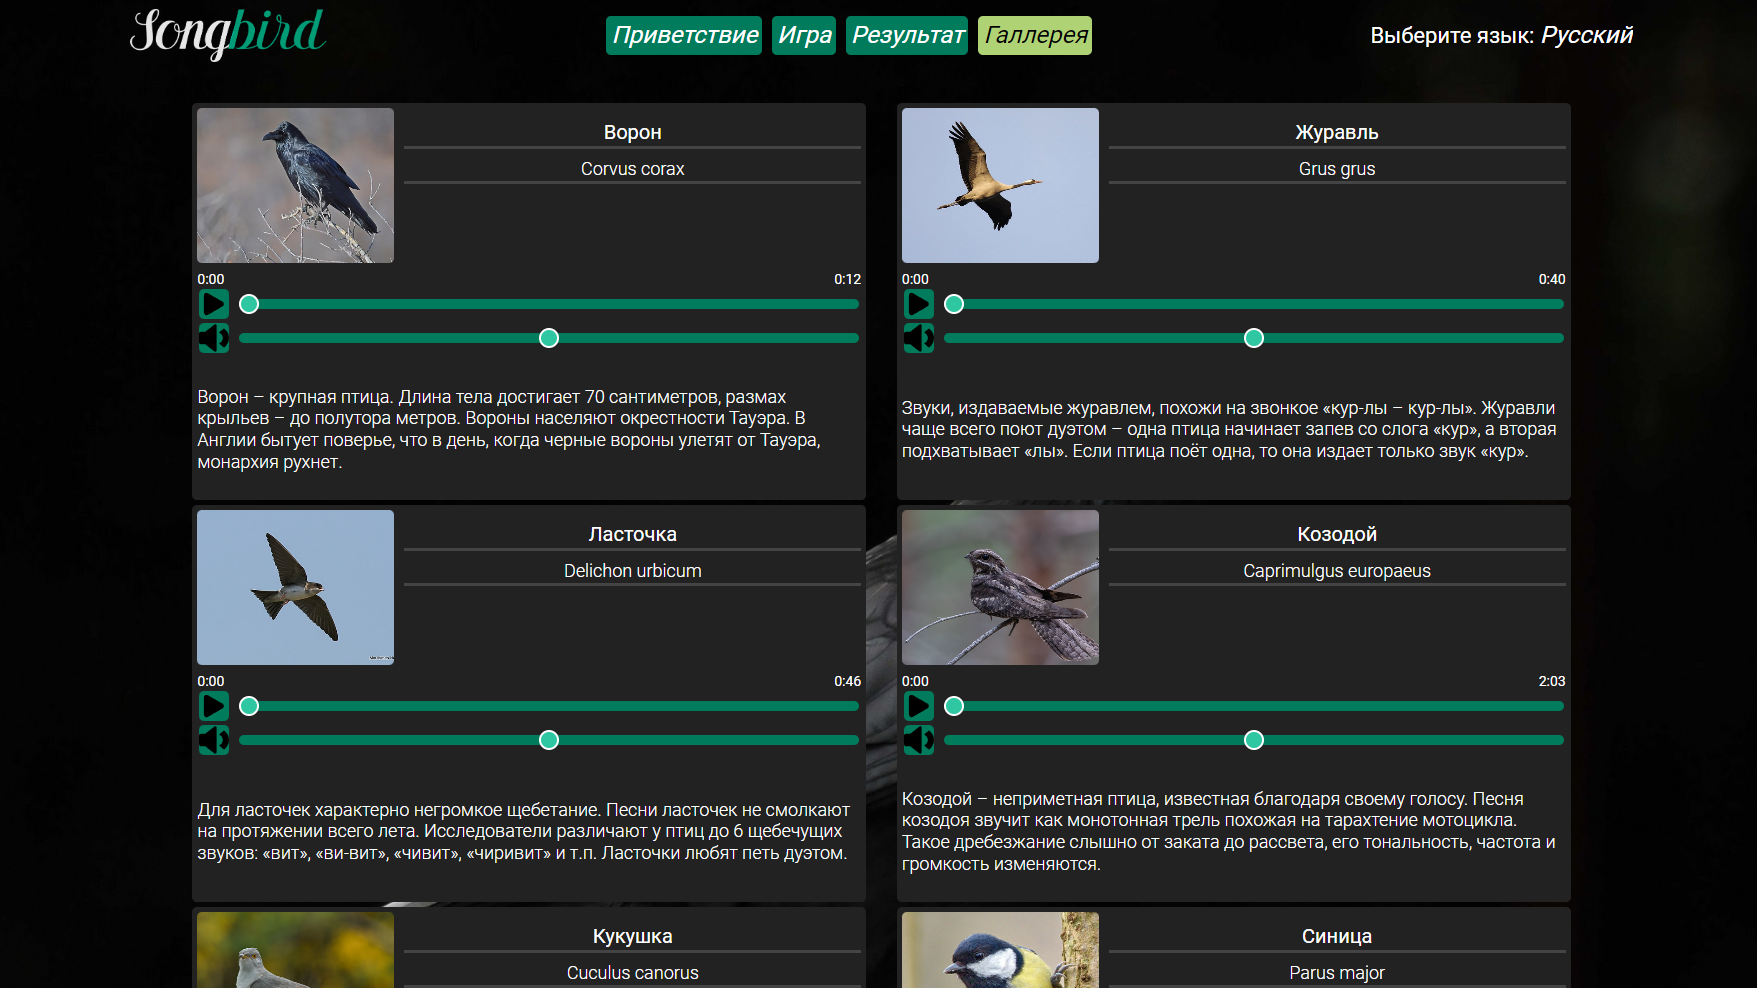 Songbird
Приветствие
Игра
Результат
Галлерея
Выберите язык: Русский
Ворон
Corvus corax
0:00
0:12
Ворон – крупная птица. Длина тела достигает 70 сантиметров, размах
крыльев – до полутора метров. Вороны населяют окрестности Тауэра. В
Англии бытует поверье, что в день, когда черные вороны улетят от Тауэра,
монархия рухнет.
Журавль
Grus grus
0:00
0:40
Звуки, издаваемые журавлем, похожи на звонкое «кур-лы – кур-лы». Журавли
чаще всего поют дуэтом – одна птица начинает запев со слога «кур», а вторая
подхватывает «лы». Если птица поёт одна, то она издает только звук «кур».
Ласточка
Delichon urbicum
0:00
0:46
Для ласточек характерно негромкое щебетание. Песни ласточек не смолкают
на протяжении всего лета. Исследователи различают у птиц до 6 щебечущих
звуков: «вит», «ви-вит», «чивит», «чиривит» и т.п. Ласточки любят петь дуэтом.
Козодой
Caprimulgus europaeus
0:00
2:03
Козодой – неприметная птица, известная благодаря своему голосу. Песня
козодоя звучит как монотонная трель похожая на тарахтение мотоцикла.
Такое дребезжание слышно от заката до рассвета, его тональность, частота и
громкость изменяются.
Кукушка
Cuculus canorus
Синица
Parus major